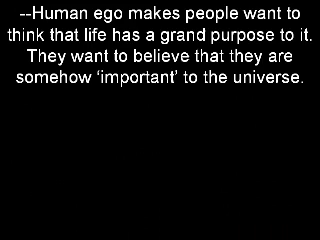 --Human ego makes people want to
think that life has a grand purpose to it.
They want to believe that they are
somehow ‘important’ to the universe.